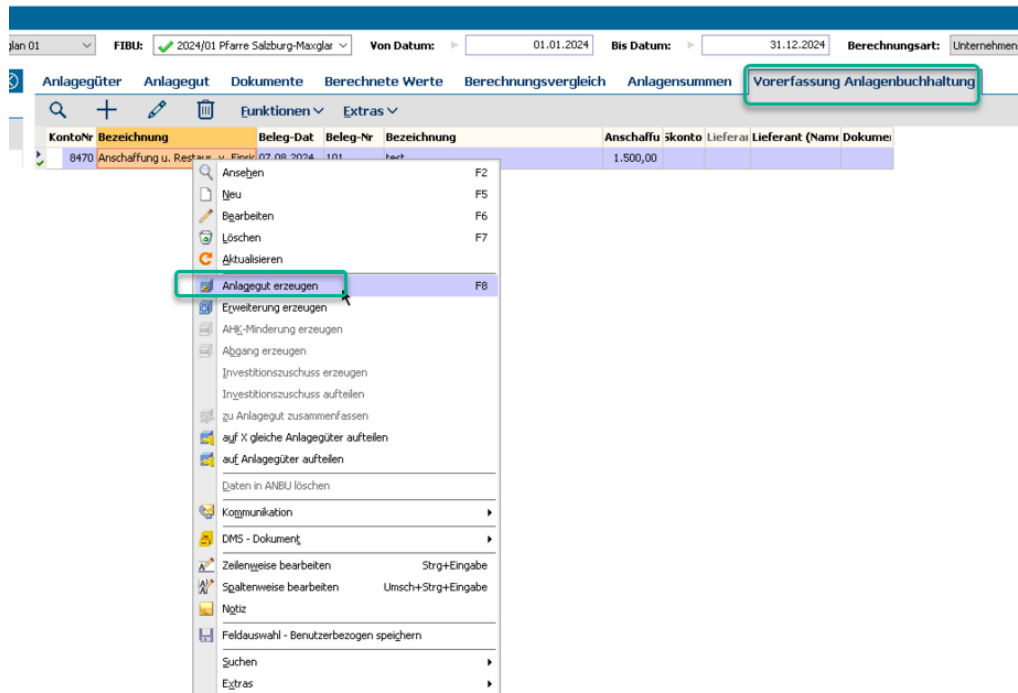 glan 01 FIBU: 2024/01 Pfarre Salzburg-Maxglar Von Datum: 01.01.2024 Bis Datum: 31.12.2024 Berechnungsart: Unternehmen
Anlagegüter Anlagegut Dokumente Berechnete Werte Berechnungsvergleich Anlagensummen Vorerfassung Anlagenbuchhaltung
Funktionen Extras
KontoNr Bezeichnung Beleg-Dat Beleg-Nr Bezeichnung Anschaffu Skonto Lieferai Lieferant (Name Dokumei
8470 Anschaffung u. Restaur. v. Einric 07.08.2024 101 test 1.500,00
Ansehen F2
Neu F5
Bearbeiten F6
Löschen F7
Aktualisieren
Anlagegut erzeugen F8
Erweiterung erzeugen
AHK-Minderung erzeugen
Abgang erzeugen
Investitionszuschuss erzeugen
Investitionszuschuss aufteilen
zu Anlagegut zusammenfassen
auf X gleiche Anlagegüter aufteilen
auf Anlagegüter aufteilen
Daten in ANBU löschen
Kommunikation
DMS - Dokument
Zeilenweise bearbeiten Strg+Eingabe
Spaltenweise bearbeiten Umsch+Strg+Eingabe
Notiz
Feldauswahl - Benutzerbezogen speichern
Suchen
Extras